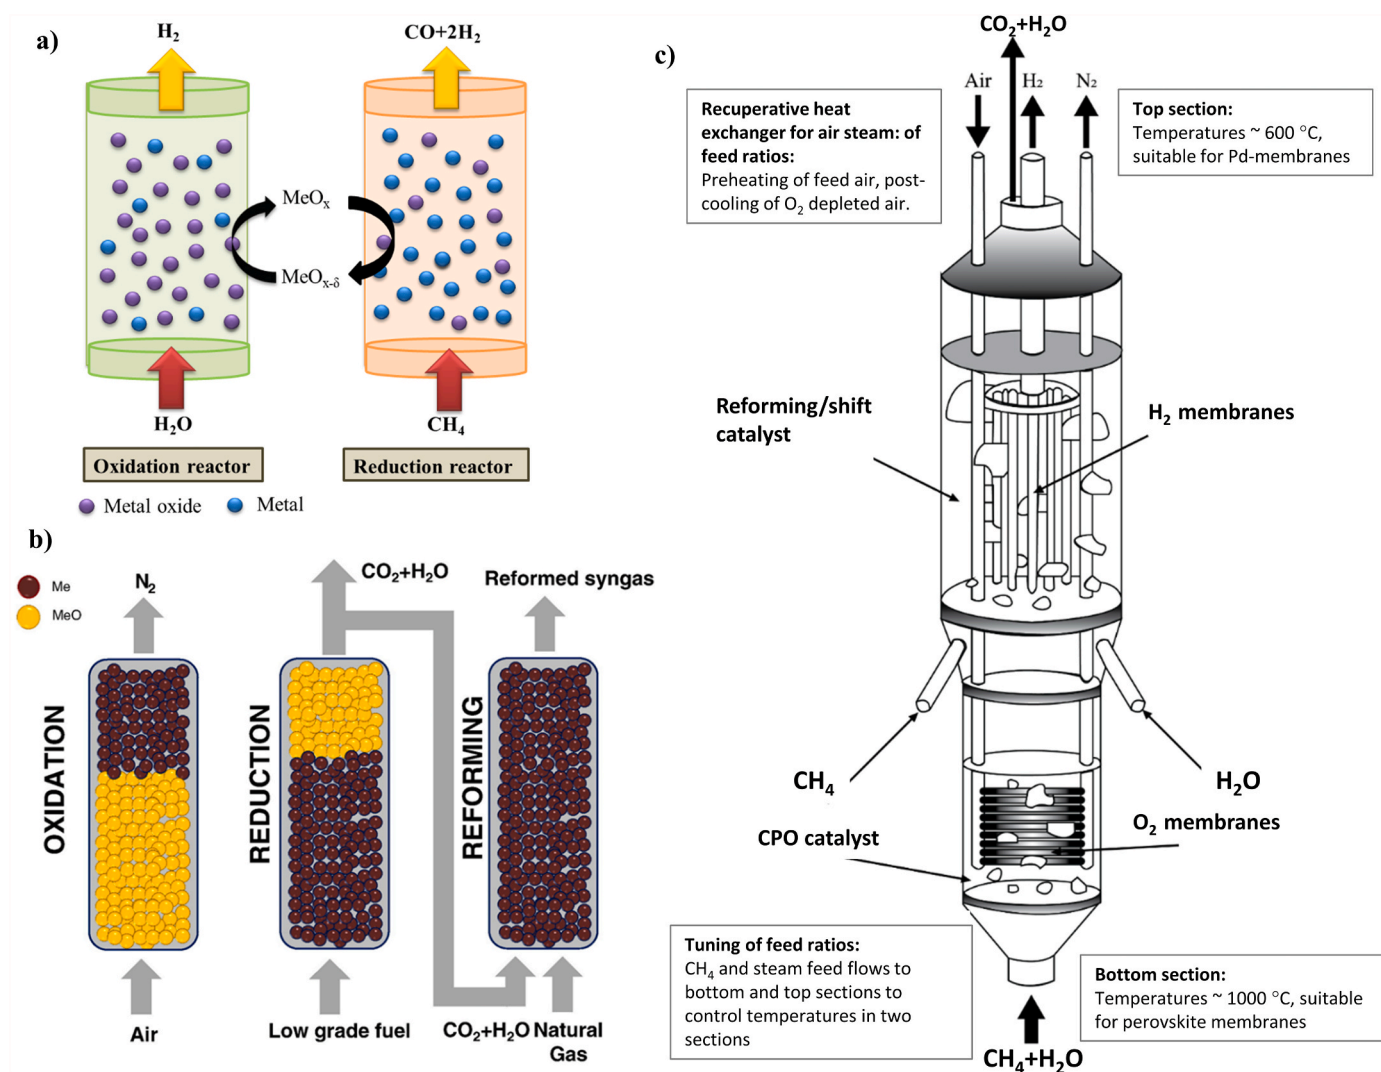 a)
H₂
CO+2H₂
MeOₓ
MeOₓ₋δ
H₂O
CH₄
Oxidation reactor
Reduction reactor
Metal oxide
Metal
b)
Me
MeO
N₂
CO₂+H₂O
Reformed syngas
OXIDATION
REDUCTION
REFORMING
Air
Low grade fuel
CO₂+H₂O
Natural
Gas
c)
CO₂+H₂O
Air
H₂
N₂
Recuperative heat
exchanger for air steam: of
feed ratios:
Preheating of feed air, post-
cooling of O₂ depleted air.
Top section:
Temperatures ~ 600 °C,
suitable for Pd-membranes
Reforming/shift
catalyst
H₂ membranes
CH₄
H₂O
CPO catalyst
O₂ membranes
Tuning of feed ratios:
CH₄ and steam feed flows to
bottom and top sections to
control temperatures in two
sections
Bottom section:
Temperatures ~ 1000 °C, suitable
for perovskite membranes
CH₄+H₂O